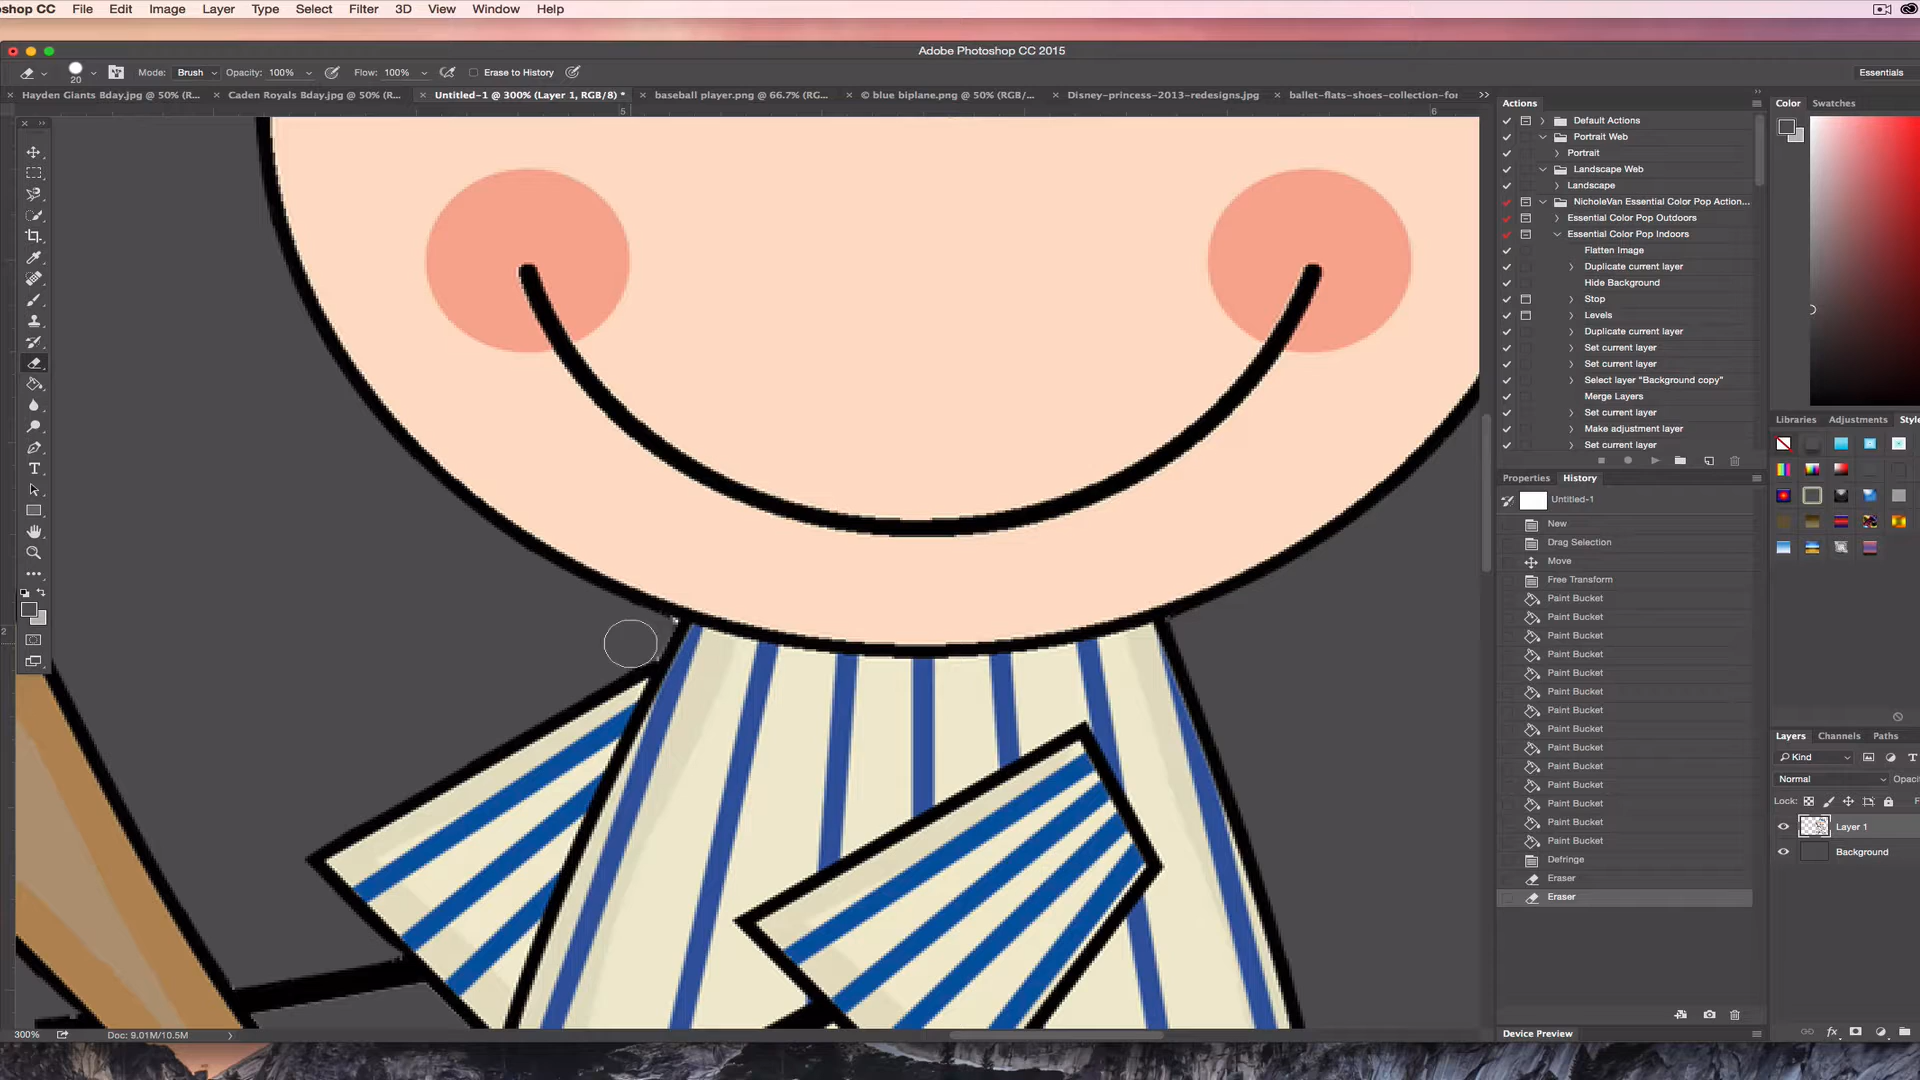 shop CC File Edit Image Layer Type Select Filter 3D View Window Help
Adobe Photoshop CC 2015
20 Mode: Brush Opacity: 100% Flow: 100% Erase to History Essentials
Hayden Giants Bday.jpg @ 50% (R... Caden Royals Bday.jpg @ 50% (R... Untitled-1 @ 300% (Layer 1, RGB/8) * baseball player.png @ 66.7% (RG... © blue biplane.png @ 50% (RGB/... Disney-princess-2013-redesigns.jpg ballet-flats-shoes-collection-for
5 6
2
Actions
Default Actions
Portrait Web
Portrait
Landscape Web
Landscape
NicholeVan Essential Color Pop Action...
Essential Color Pop Outdoors
Essential Color Pop Indoors
Flatten Image
Duplicate current layer
Hide Background
Stop
Levels
Duplicate current layer
Set current layer
Set current layer
Select layer "Background copy"
Merge Layers
Set current layer
Make adjustment layer
Set current layer
Properties History
Untitled-1
New
Drag Selection
Move
Free Transform
Paint Bucket
Paint Bucket
Paint Bucket
Paint Bucket
Paint Bucket
Paint Bucket
Paint Bucket
Paint Bucket
Paint Bucket
Paint Bucket
Paint Bucket
Paint Bucket
Paint Bucket
Paint Bucket
Defringe
Eraser
Eraser
Device Preview
Color Swatches
Libraries Adjustments Style
Layers Channels Paths
Kind
Normal Opaci
Lock: F
Layer 1
Background
fx
300% Doc: 9.01M/10.5M